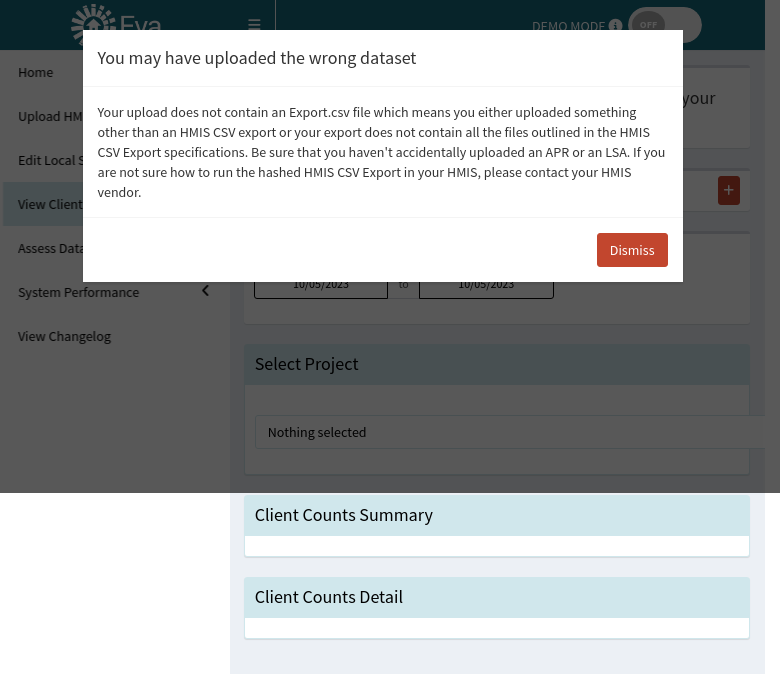 Eva
DEMO MODE
OFF
You may have uploaded the wrong dataset
your
Home
Upload HM
Your upload does not contain an Export.csv file which means you either uploaded something
other than an HMIS CSV export or your export does not contain all the files outlined in the HMIS
CSV Export specifications. Be sure that you haven't accidentally uploaded an APR or an LSA. If you
are not sure how to run the hashed HMIS CSV Export in your HMIS, please contact your HMIS
vendor.
Edit Local S
View Client
Assess Data
Dismiss
System Performance
10/05/2023 to 10/05/2023
View Changelog
Select Project
Nothing selected
Client Counts Summary
Client Counts Detail